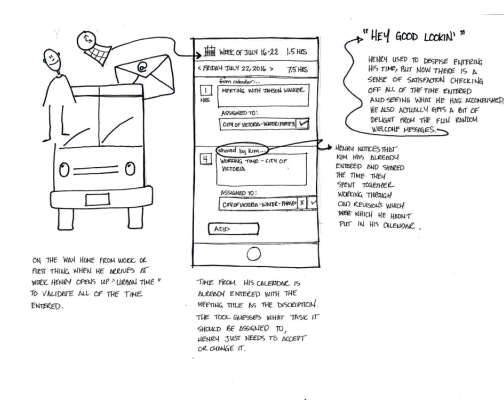 WEEK OF JULY 16-22 1.5 HRS
< FRIDAY JULY 22, 2016 > 7.5 HRS
from calendar...
1
HRS
MEETING WITH JANSON UNIKER
ASSIGNED TO:
CITY OF VICTORIA-WATER
shared by kim...
4
WORKING TIME - CITY OF
VICTORIA
ASSIGNED TO:
CITY OF VICTORIA-WATER-PHASE
X
ADD
"HEY GOOD LOOKIN'"
HENRY USED TO DESPISE ENTERING
HIS TIME, BUT NOW THERE IS A
SENSE OF SATISFACTION CHECKING
OFF ALL OF THE TIME ENTERED
AND SEEING WHAT HE HAS ACCOMPLISHED.
HE ALSO ACTUALLY GETS A BIT OF
DELIGHT FROM THE FUN RANDOM
WELCOME MESSAGES.
HENRY NOTICES THAT
KIM HAS ALREADY
ENTERED AND SHARED
THE TIME THEY
SPENT TOGETHER
WORKING THROUGH
CAD REVISIONS WHICH
WERE WHICH HE HADN'T
PUT IN HIS CALENDAR.
ON THE WAY HOME FROM WORK OR
FIRST THING WHEN HE ARRIVES AT
WORK HENRY OPENS UP "URBAN TIME"
TO VALIDATE ALL OF THE TIME
ENTERED.
TIME FROM HIS CALENDAR IS
ALREADY ENTERED WITH THE
MEETING TITLE AS THE DISCRIPTION.
THE TOOL GUESSES WHAT TASK IT
SHOULD BE ASSIGNED TO,
HENRY JUST NEEDS TO ACCEPT
OR CHANGE IT.